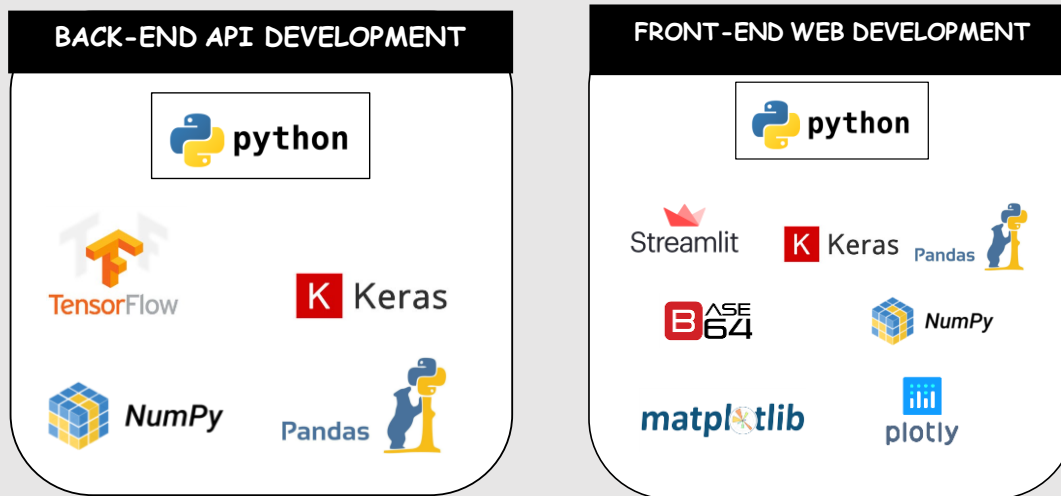 BACK-END API DEVELOPMENT
python
TensorFlow
K Keras
NumPy
Pandas
FRONT-END WEB DEVELOPMENT
python
Streamlit
K Keras
Pandas
BASE
64
NumPy
matplotlib
plotly